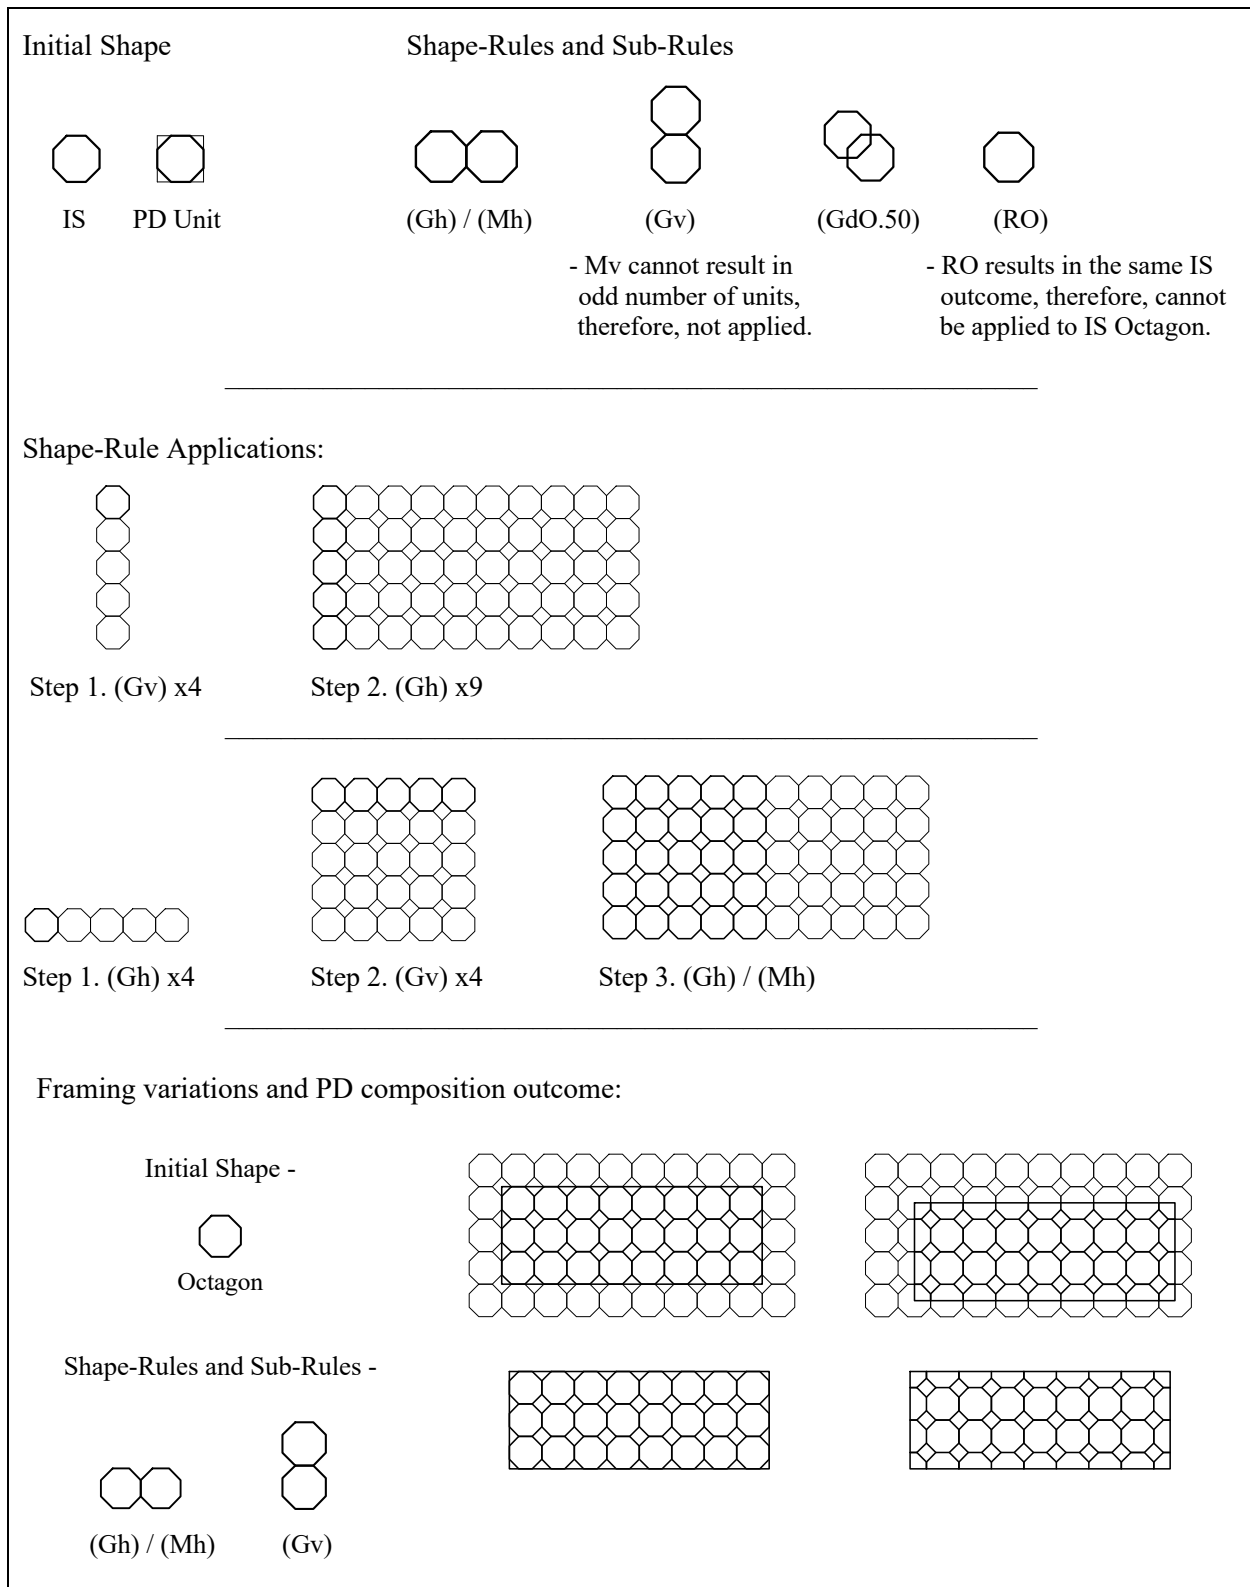 Initial Shape
Shape-Rules and Sub-Rules
IS
PD Unit
(Gh) / (Mh)
(Gv)
(GdO.50)
(RO)
- Mv cannot result in
odd number of units,
therefore, not applied.
- RO results in the same IS
outcome, therefore, cannot
be applied to IS Octagon.
Shape-Rule Applications:
Step 1. (Gv) x4
Step 2. (Gh) x9
Step 1. (Gh) x4
Step 2. (Gv) x4
Step 3. (Gh) / (Mh)
Framing variations and PD composition outcome:
Initial Shape -
Octagon
Shape-Rules and Sub-Rules -
(Gh) / (Mh)
(Gv)